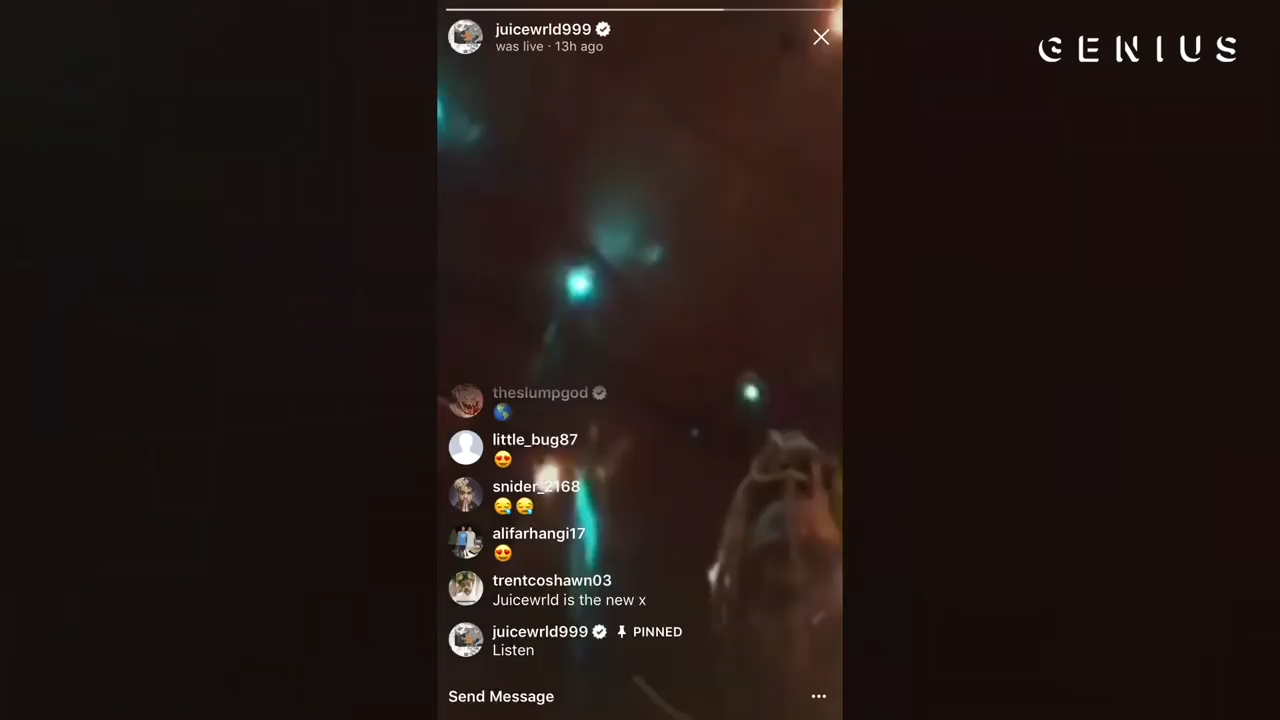 juicewrld999
was live · 13h ago
GENIUS
theslumpgod
🌎
little_bug87
😍
snider_2168
😪😪
alifarhangi17
😍
trentcoshawn03
Juicewrld is the new x
juicewrld999 PINNED
Listen
Send Message